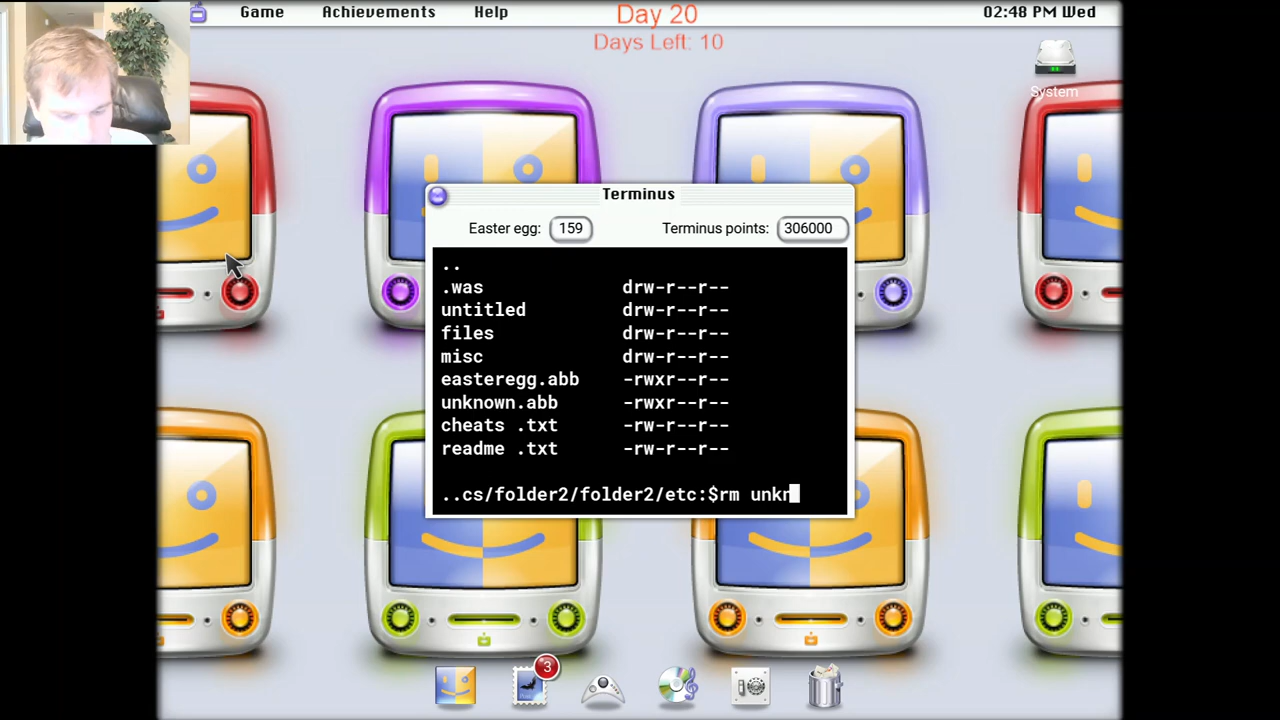 Game Achievements Help
Day 20
Days Left: 10
02:48 PM Wed
System
Terminus
Easter egg: 159
Terminus points: 306000
..
.was drw-r--r--
untitled drw-r--r--
files drw-r--r--
misc drw-r--r--
easteregg.abb -rwxr--r--
unknown.abb -rwxr--r--
cheats .txt -rw-r--r--
readme .txt -rw-r--r--
..cs/folder2/folder2/etc:$rm unkr
3